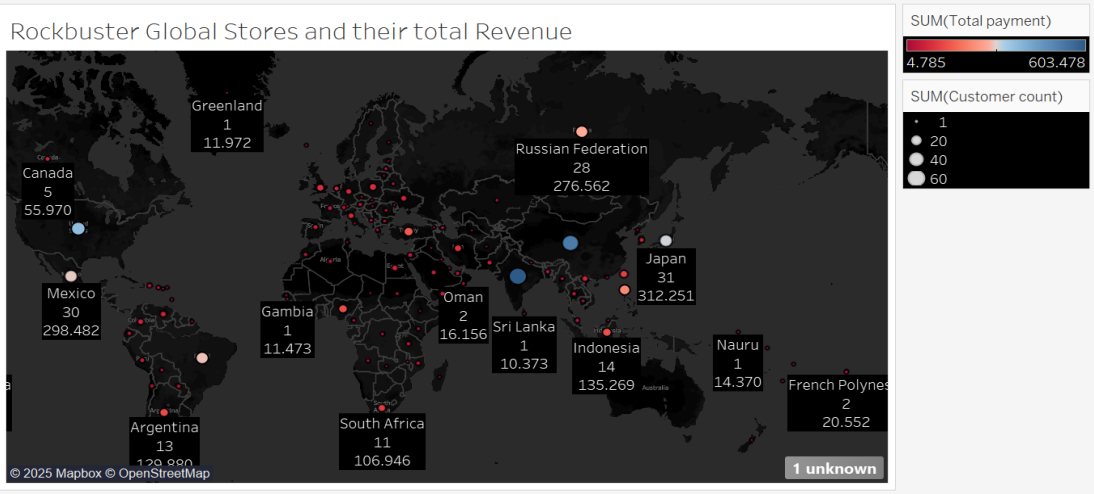 Rockbuster Global Stores and their total Revenue
SUM(Total payment)
4.785
603.478
SUM(Customer count)
1
20
40
60
Greenland
1
11.972
Russian Federation
28
276.562
Canada
5
55.970
Japan
31
312.251
Mexico
30
298.482
Gambia
1
11.473
Oman
2
16.156
Sri Lanka
1
10.373
Indonesia
14
135.269
Nauru
1
14.370
French Polynes
2
20.552
Australia
Argentina
13
129.880
South Africa
11
106.946
© 2025 Mapbox © OpenStreetMap
1 unknown